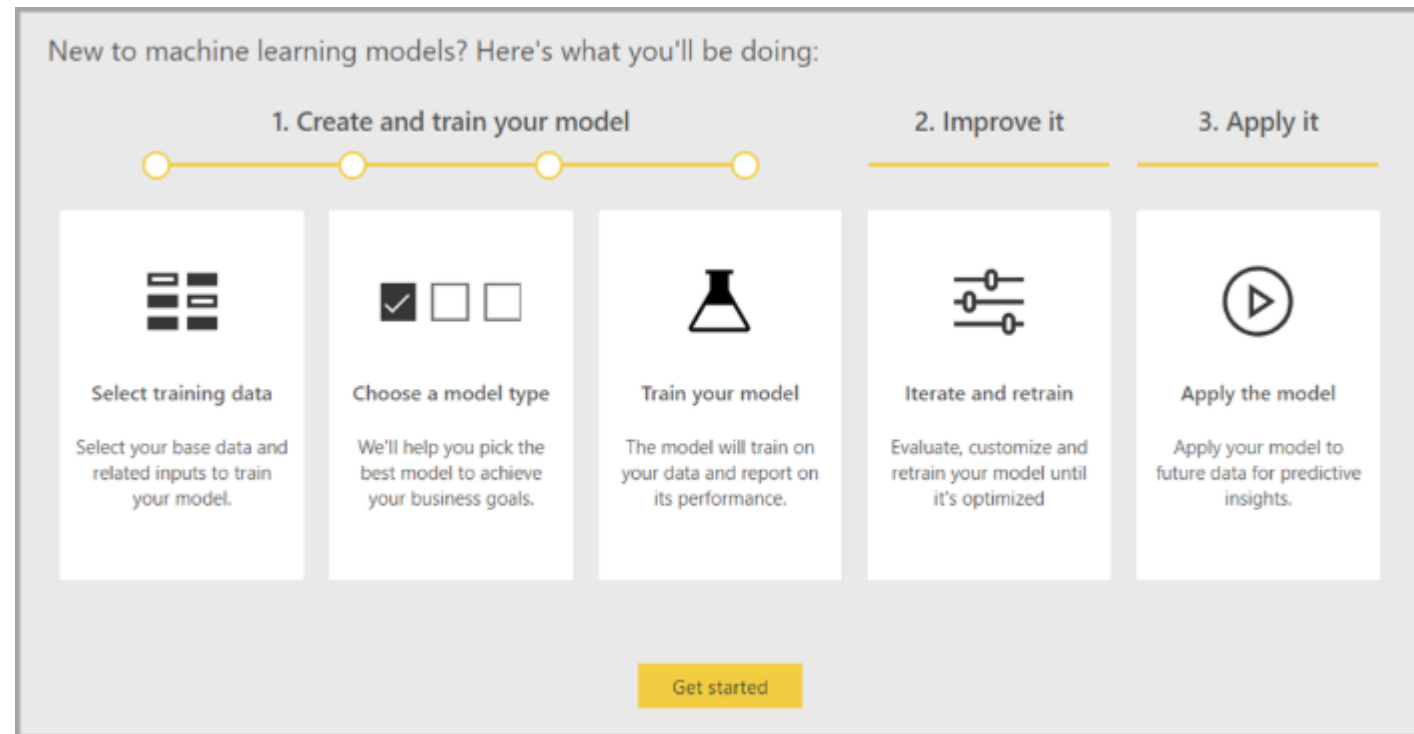 New to machine learning models? Here's what you'll be doing:
1. Create and train your model
2. Improve it
3. Apply it
Select training data
Select your base data and
related inputs to train
your model.
Choose a model type
We'll help you pick the
best model to achieve
your business goals.
Train your model
The model will train on
your data and report on
its performance.
Iterate and retrain
Evaluate, customize and
retrain your model until
it's optimized
Apply the model
Apply your model to
future data for predictive
insights.
Get started